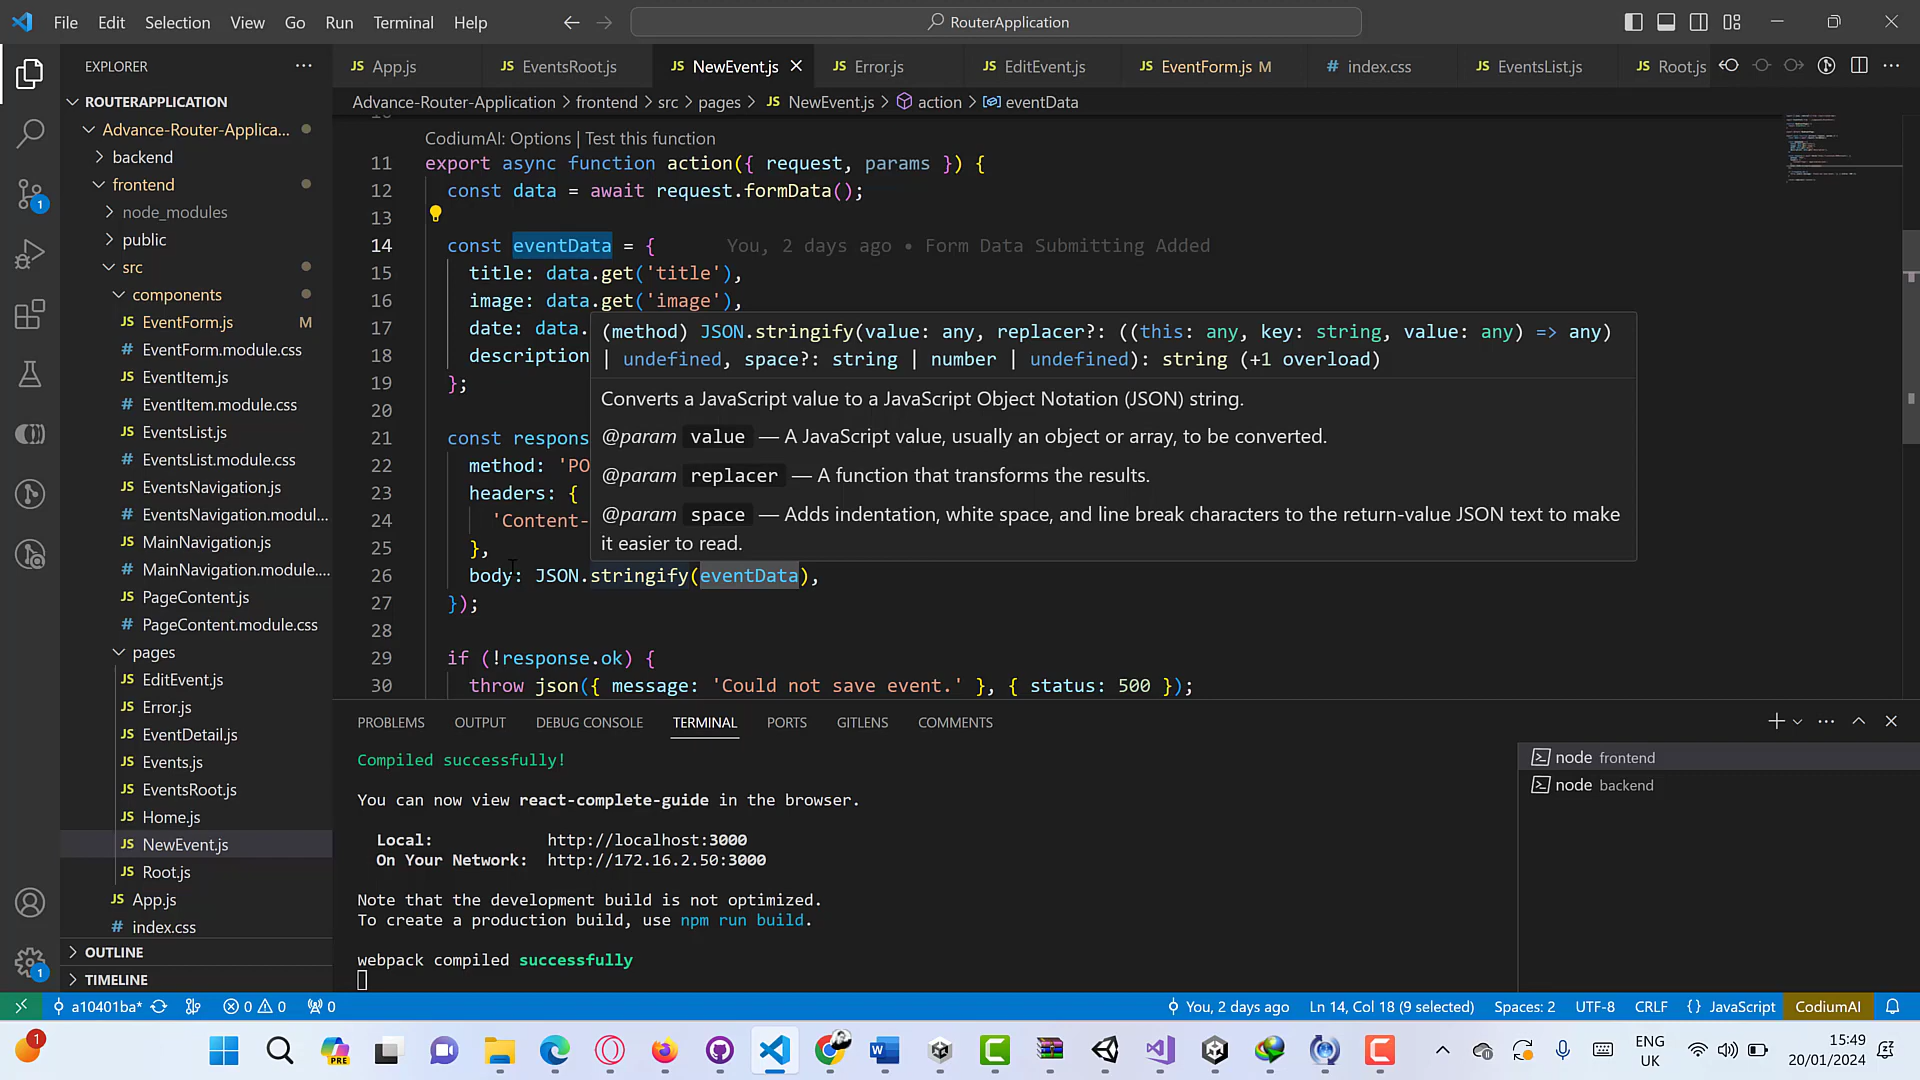 File Edit Selection View Go Run Terminal Help
RouterApplication
EXPLORER
App.js
EventsRoot.js
NewEvent.js
Error.js
EditEvent.js
EventForm.js M
index.css
EventsList.js
Root.js
ROUTERAPPLICATION
Advance-Router-Applica...
backend
frontend
node_modules
public
src
components
EventForm.js M
EventForm.module.css
EventItem.js
EventItem.module.css
EventsList.js
EventsList.module.css
EventsNavigation.js
EventsNavigation.modul...
MainNavigation.js
MainNavigation.module....
PageContent.js
PageContent.module.css
pages
EditEvent.js
Error.js
EventDetail.js
Events.js
EventsRoot.js
Home.js
NewEvent.js
Root.js
App.js
index.css
OUTLINE
TIMELINE
Advance-Router-Application > frontend > src > pages > NewEvent.js > action > eventData
CodiumAI: Options | Test this function
11 export async function action({ request, params }) {
12 const data = await request.formData();
13
14 const eventData = { You, 2 days ago • Form Data Submitting Added
15 title: data.get('title'),
16 image: data.get('image'),
17 date: data.
18 description
19 };
20
21 const respons
22 method: 'PO
23 headers: {
24 'Content-
25 },
26 body: JSON.stringify(eventData),
27 });
28
29 if (!response.ok) {
30 throw json({ message: 'Could not save event.' }, { status: 500 });
(method) JSON.stringify(value: any, replacer?: ((this: any, key: string, value: any) => any)
| undefined, space?: string | number | undefined): string (+1 overload)
Converts a JavaScript value to a JavaScript Object Notation (JSON) string.
@param value — A JavaScript value, usually an object or array, to be converted.
@param replacer — A function that transforms the results.
@param space — Adds indentation, white space, and line break characters to the return-value JSON text to make
it easier to read.
PROBLEMS OUTPUT DEBUG CONSOLE TERMINAL PORTS GITLENS COMMENTS
Compiled successfully!
You can now view react-complete-guide in the browser.
Local: http://localhost:3000
On Your Network: http://172.16.2.50:3000
Note that the development build is not optimized.
To create a production build, use npm run build.
webpack compiled successfully
node frontend
node backend
a10401ba* 0 0 0
You, 2 days ago Ln 14, Col 18 (9 selected) Spaces: 2 UTF-8 CRLF {} JavaScript CodiumAI
1
1
1
PRE
ENG
UK
15:49
20/01/2024